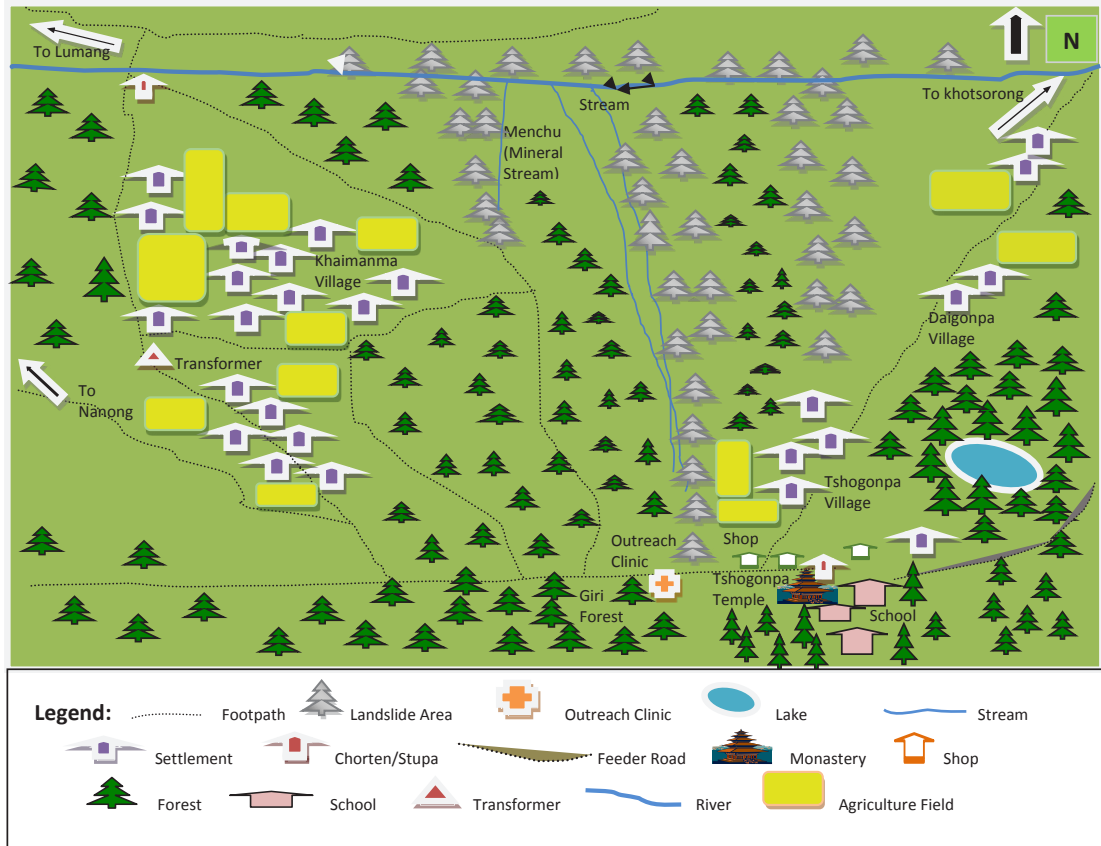 N
To Lumang
To khotsorong
Stream
Menchu
(Mineral
Stream)
Khaimanma
Village
Daigonpa
Village
Transformer
To
Nanong
Tshogonpa
Village
Shop
Outreach
Clinic
Tshogonpa
Temple
Giri
Forest
School
Legend:
Footpath
Landslide Area
Outreach Clinic
Lake
Stream
Settlement
Chorten/Stupa
Feeder Road
Monastery
Shop
Forest
School
Transformer
River
Agriculture Field